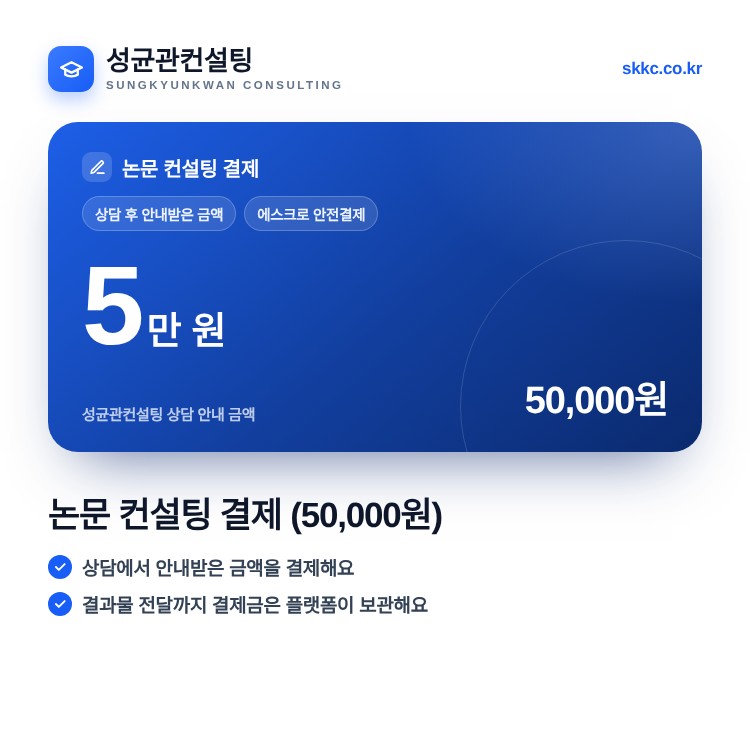 성균관컨설팅
SUNGKYUNKWAN CONSULTING
skkc.co.kr
논문 컨설팅 결제
상담 후 안내받은 금액
에스크로 안전결제
5만 원
성균관컨설팅 상담 안내 금액
50,000원
논문 컨설팅 결제 (50,000원)
상담에서 안내받은 금액을 결제해요
결과물 전달까지 결제금은 플랫폼이 보관해요